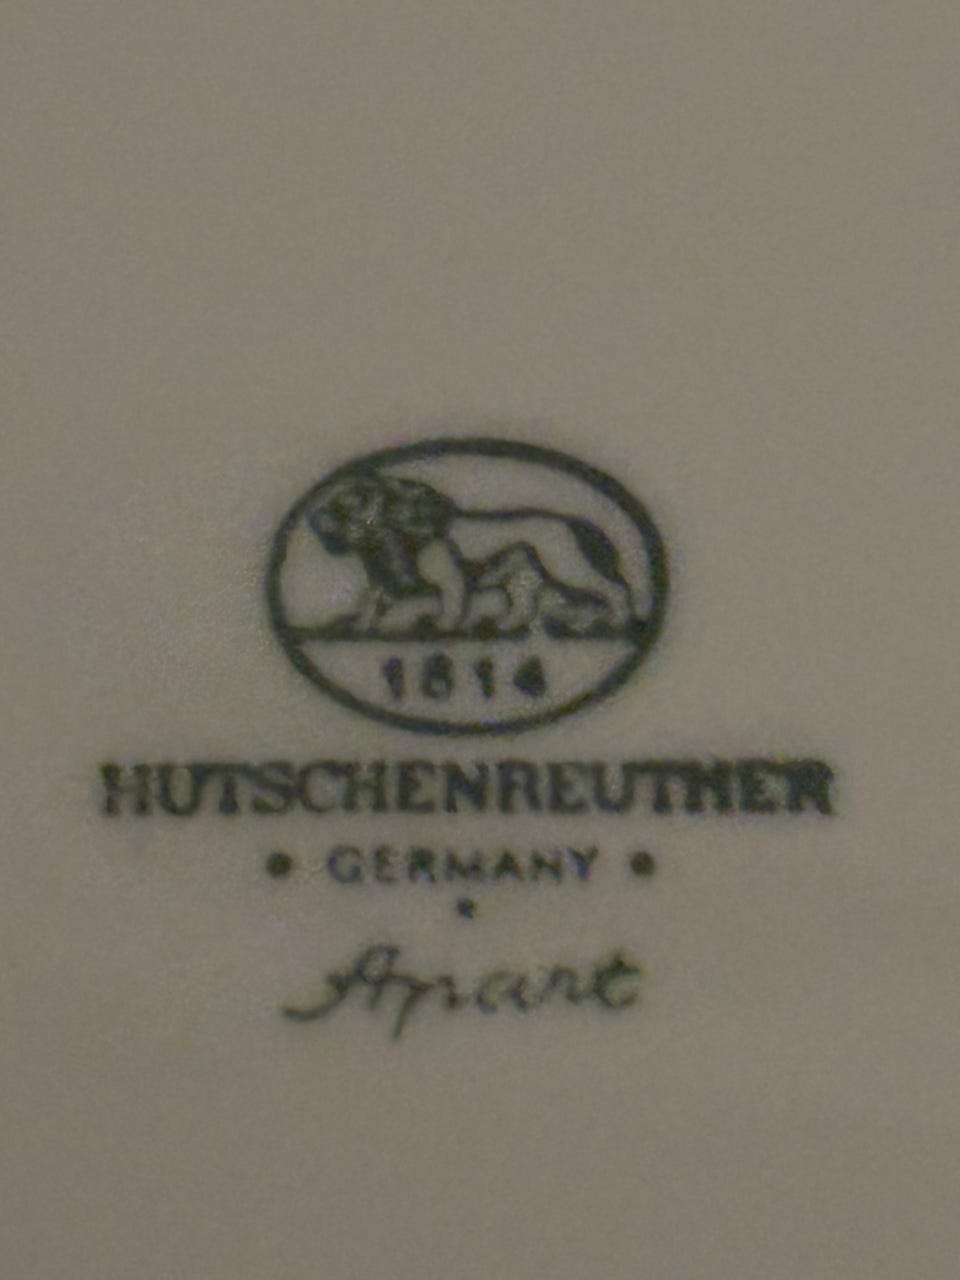 1814
HUTSCHENREUTHER
• GERMANY •
Apart